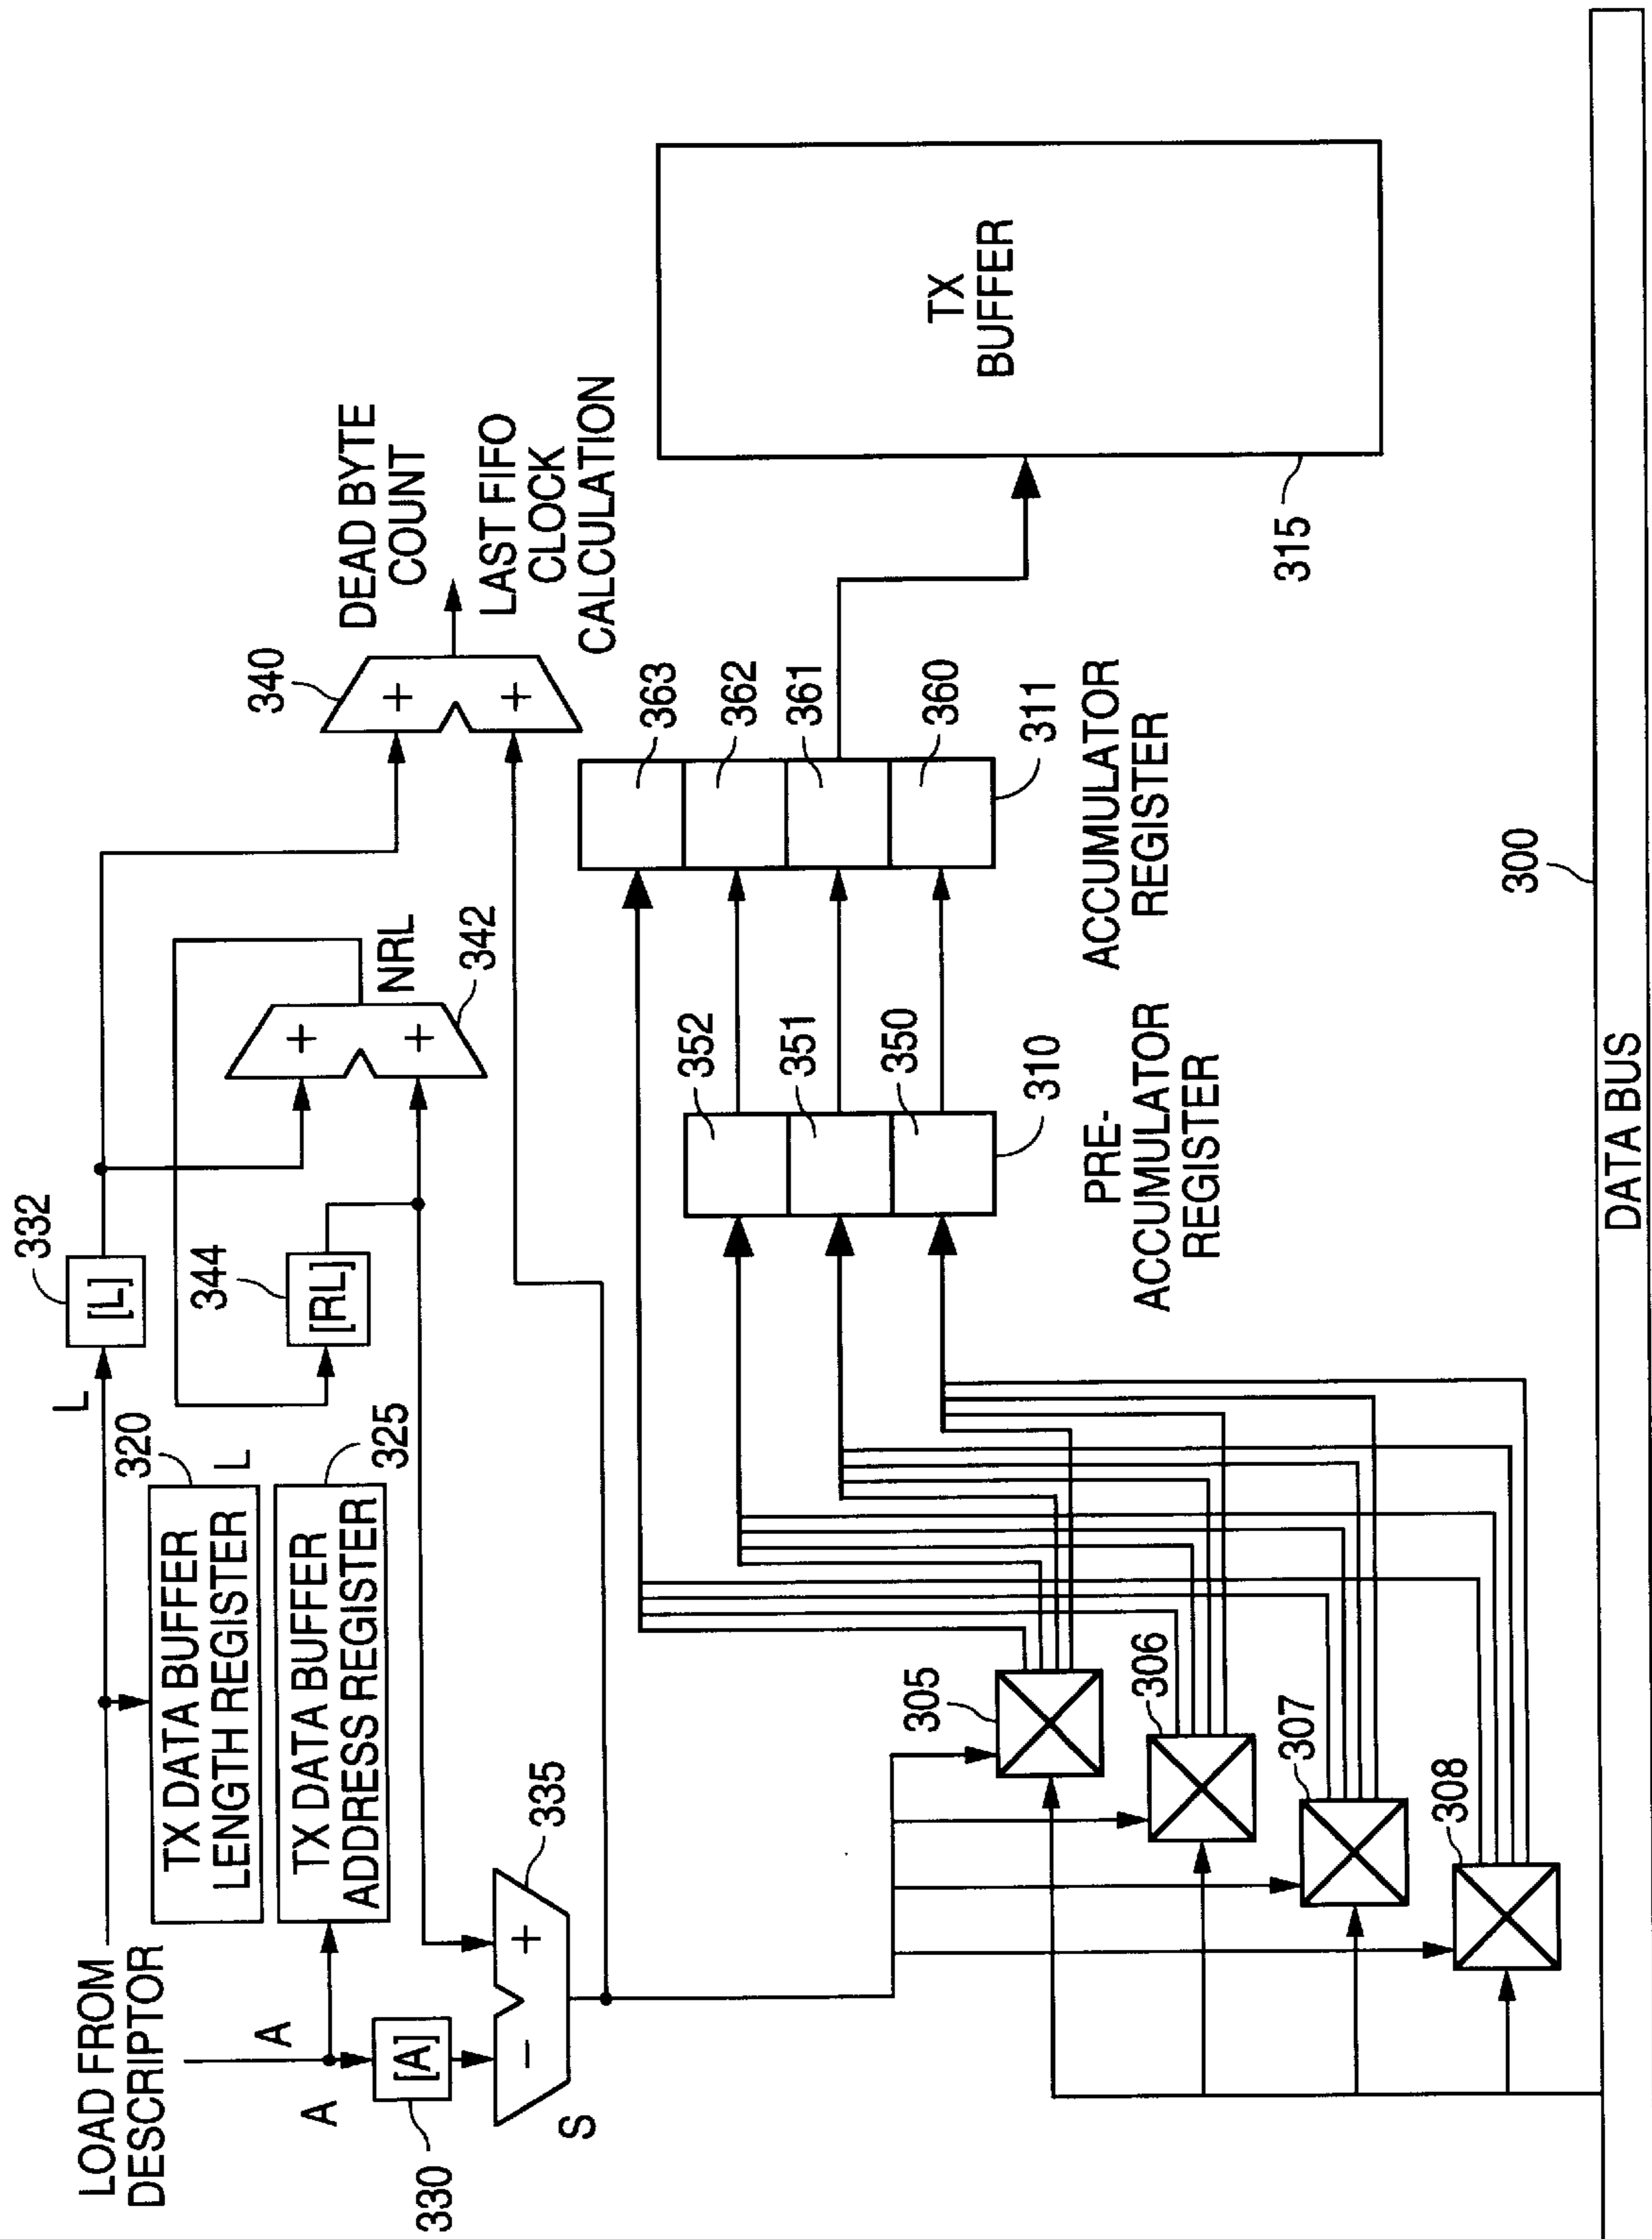 LOAD FROM
DESCRIPTOR
A
A
[A]
330
S
335
L
320
TX DATA BUFFER
LENGTH REGISTER
L
TX DATA BUFFER
ADDRESS REGISTER
325
332
[L]
344
[RL]
NRL
342
340
DEAD BYTE
COUNT
LAST FIFO
CLOCK
CALCULATION
+
+
+
+
−
+
305
306
307
308
352
351
350
310
PRE-
ACCUMULATOR
REGISTER
363
362
361
360
311
ACCUMULATOR
REGISTER
TX
BUFFER
315
300
DATA BUS